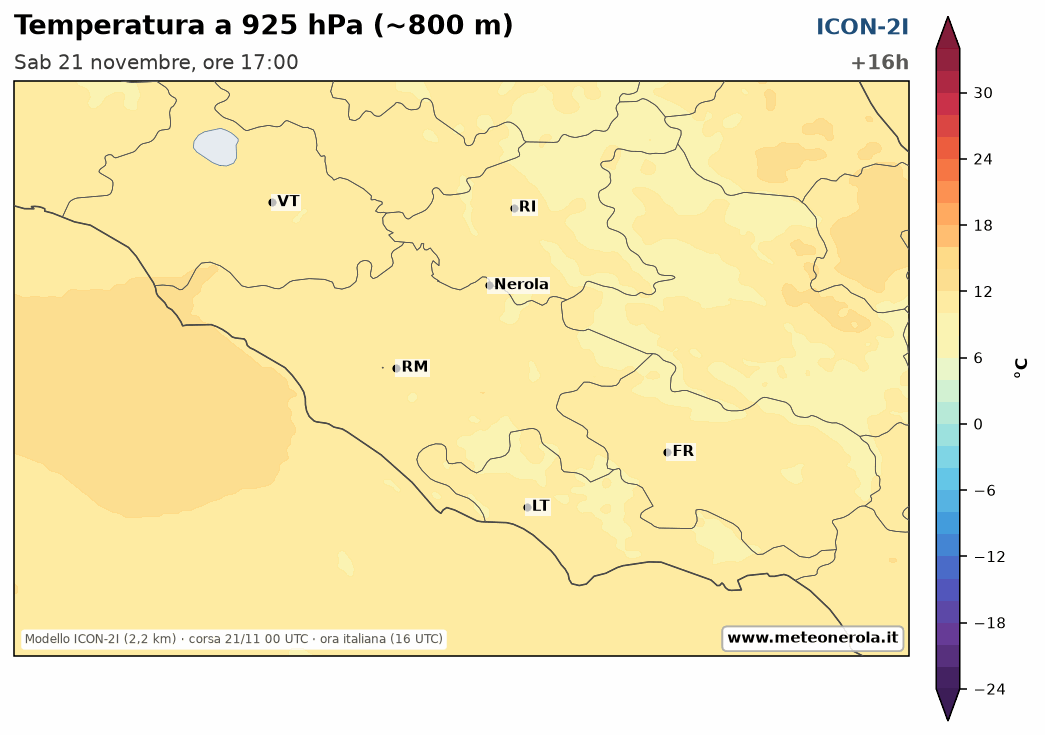 Temperatura a 925 hPa (~800 m)
ICON-2I
Sab 21 novembre, ore 17:00
+16h
VT
RI
Nerola
RM
FR
LT
Modello ICON-2I (2,2 km) · corsa 21/11 00 UTC · ora italiana (16 UTC)
www.meteonerola.it
30
24
18
12
6
0
−6
−12
−18
−24
°C